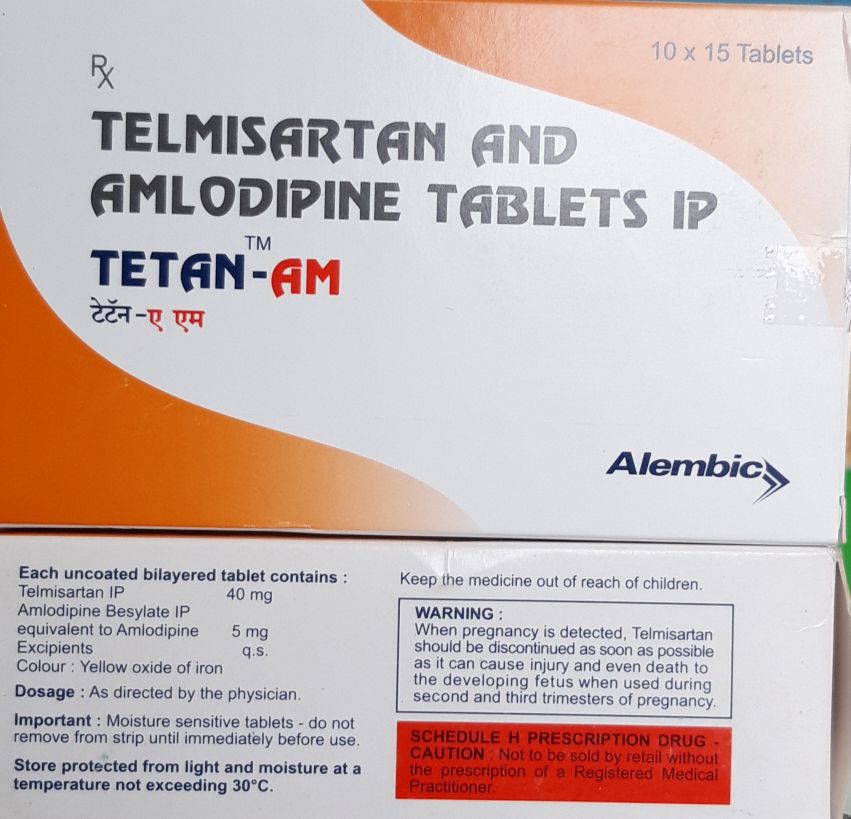 10 x 15 Tablets
Rx
TELMISARTAN AND
AMLODIPINE TABLETS IP
TETAN™-AM
टेटॅन-ए एम
Alembic
Each uncoated bilayered tablet contains :
Telmisartan IP 40 mg
Amlodipine Besylate IP
equivalent to Amlodipine 5 mg
Excipients q.s.
Colour : Yellow oxide of iron
Dosage : As directed by the physician.
Important : Moisture sensitive tablets - do not
remove from strip until immediately before use.
Store protected from light and moisture at a
temperature not exceeding 30°C.
Keep the medicine out of reach of children.
WARNING :
When pregnancy is detected, Telmisartan
should be discontinued as soon as possible
as it can cause injury and even death to
the developing fetus when used during
second and third trimesters of pregnancy.
SCHEDULE H PRESCRIPTION DRUG -
CAUTION : Not to be sold by retail without
the prescription of a Registered Medical
Practitioner.